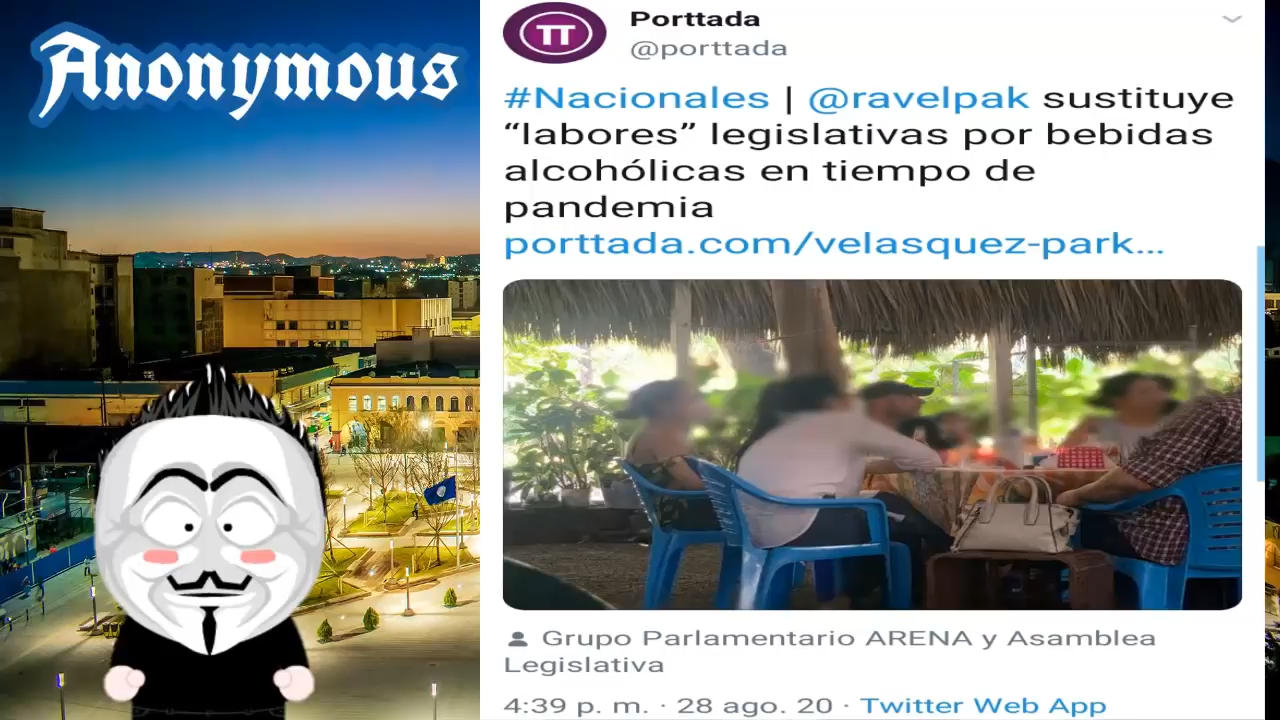 Anonymous
Porttada
@porttada
#Nacionales | @ravelpak sustituye
“labores” legislativas por bebidas
alcohólicas en tiempo de
pandemia
porttada.com/velasquez-park...
Grupo Parlamentario ARENA y Asamblea
Legislativa
4:39 p. m. · 28 ago. 20 · Twitter Web App